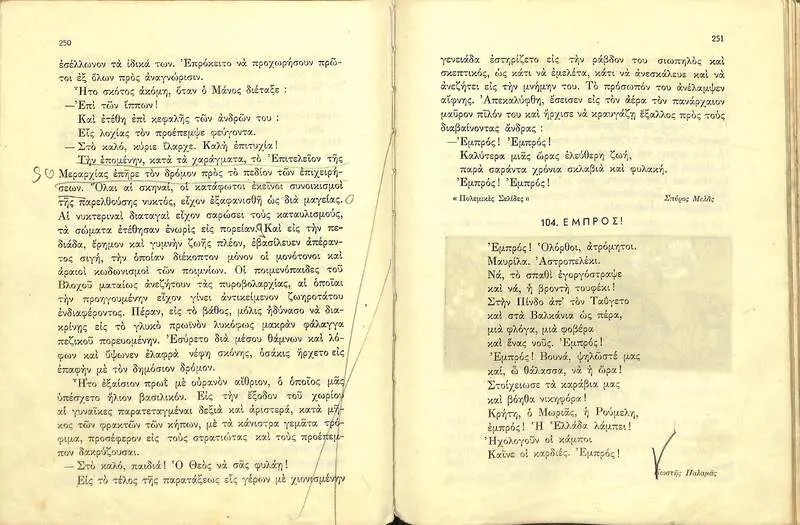 250
ἐσέλλωνον τὰ ἰδικά των. Ἐπρόκειτο νὰ προχωρήσουν πρῶ-
τοι ἐξ ὅλων πρὸς ἀναγνώρισιν.
Ἦτο σκότος ἀκόμη, ὅταν ὁ Μάνος διέταξε :
—Ἐπὶ τῶν ἵππων!
Καὶ ἐτέθη ἐπὶ κεφαλῆς τῶν ἀνδρῶν του :
Εἷς λοχίας τὸν προέπεμψε φεύγοντα.
—Στὸ καλό, κύριε ἴλαρχε. Καλὴ ἐπιτυχία!
Τὴν ἑπομένην, κατὰ τὰ χαράγματα, τὸ Ἐπιτελεῖον τῆς
Μεραρχίας ἐπῆρε τὸν δρόμον πρὸς τὸ πεδίον τῶν ἐπιχειρή-
σεων. Ὅλαι αἱ σκηναί, οἱ κατάφωτοι ἐκεῖνοι συνοικισμοὶ
τῆς παρελθούσης νυκτός, εἶχον ἐξαφανισθῆ ὡς διὰ μαγείας.
Αἱ νυκτεριναὶ διαταγαὶ εἶχον σαρώσει τοὺς καταυλισμούς,
τὰ σώματα ἐτέθησαν ἐνωρὶς εἰς πορείαν. Καὶ εἰς τὴν πε-
διάδα, ἔρημον καὶ γυμνὴν ζωῆς πλέον, ἐβασίλευεν ἀπέραν-
τος σιγή, τὴν ὁποίαν διέκοπτον μόνον οἱ μονότονοι καὶ
ἀραιοὶ κωδωνισμοὶ τῶν ποιμνίων. Οἱ ποιμενόπαιδες τοῦ
Βλοχοῦ ματαίως ἀνεζήτουν τὰς πυροβολαρχίας, αἱ ὁποῖαι
τὴν προηγουμένην εἶχον γίνει ἀντικείμενον ζωηροτάτου
ἐνδιαφέροντος. Πέραν, εἰς τὸ βάθος, μόλις ἠδύνασο νὰ δια-
κρίνῃς εἰς τὸ γλυκὸ πρωϊνὸν λυκόφως μακρὰν φάλαγγα
πεζικοῦ πορευομένην. Ἐσύρετο διὰ μέσου θάμνων καὶ λό-
φων καὶ ὕψωνεν ἐλαφρὰ νέφη σκόνης, ὁσάκις ἤρχετο εἰς
ἐπαφὴν μὲ τὸν δημόσιον δρόμον.
Ἦτο ἐξαίσιον πρωῒ μὲ οὐρανὸν αἴθριον, ὁ ὁποῖος μᾶς
ὑπέσχετο ἥλιον βασιλικόν. Εἰς τὴν ἔξοδον τοῦ χωρίου
αἱ γυναῖκες παρατεταγμέναι δεξιὰ καὶ ἀριστερά, κατὰ μῆ-
κος τῶν φρακτῶν τῶν κήπων, μὲ τὰ κάνιστρα γεμᾶτα τρό-
φιμα, προσέφερον εἰς τοὺς στρατιώτας καὶ τοὺς προέπεμ-
πον δακρύζουσαι.
— Στὸ καλό, παιδιά! Ὁ Θεὸς νὰ σᾶς φυλάῃ!
Εἰς τὸ τέλος τῆς παρατάξεως εἷς γέρων μὲ χιονισμένην
251
γενειάδα ἐστηρίζετο εἰς τὴν ράβδον του σιωπηλὸς καὶ
σκεπτικός, ὡς κάτι νὰ ἐμελέτα, κάτι νὰ ἀνεσκάλευε καὶ νὰ
ἀνεζήτει εἰς τὴν μνήμην του. Τὸ πρόσωπόν του ἀνέλαμψεν
αἴφνης. Ἀπεκαλύφθη, ἔσεισεν εἰς τὸν ἀέρα τὸν πανάρχαιον
μαῦρον πῖλόν του καὶ ἤρχισε νὰ κραυγάζῃ ἔξαλλος πρὸς τοὺς
διαβαίνοντας ἄνδρας :
—Ἐμπρός! Ἐμπρός!
Καλύτερα μιᾶς ὥρας ἐλεύθερη ζωή,
παρὰ σαράντα χρόνια σκλαβιὰ καὶ φυλακή.
Ἐμπρός! Ἐμπρός!
« Πολεμικὲς Σελίδες » Σπῦρος Μελᾶς
104. ΕΜΠΡΟΣ!
Ἐμπρός! Ὁλόρθοι, ἀτρόμητοι.
Μαυρίλα. Ἀστροπελέκι.
Νά, τὸ σπαθὶ ἐγοργόστραψε
καὶ νά, ἡ βροντὴ τουφέκι!
Στὴν Πίνδο ἀπ᾽ τὸν Ταΰγετο
καὶ στὰ Βαλκάνια ὡς πέρα,
μιὰ φλόγα, μιὰ φοβέρα
καὶ ἕνας νοῦς. Ἐμπρός!
Ἐμπρός! Βουνά, ψηλῶστέ μας
καί, ὦ θάλασσα, νὰ ἡ ὥρα!
Στοίχειωσε τὰ καράβια μας
καὶ βόηθα νικηφόρα!
Κρήτη, ὁ Μωριᾶς, ἡ Ρούμελη,
ἐμπρός! Ἡ Ἑλλάδα λάμπει!
Ἠχολογοῦν οἱ κάμποι
Καῖνε οἱ καρδιές. Ἐμπρός!
Κωστῆς Παλαμᾶς